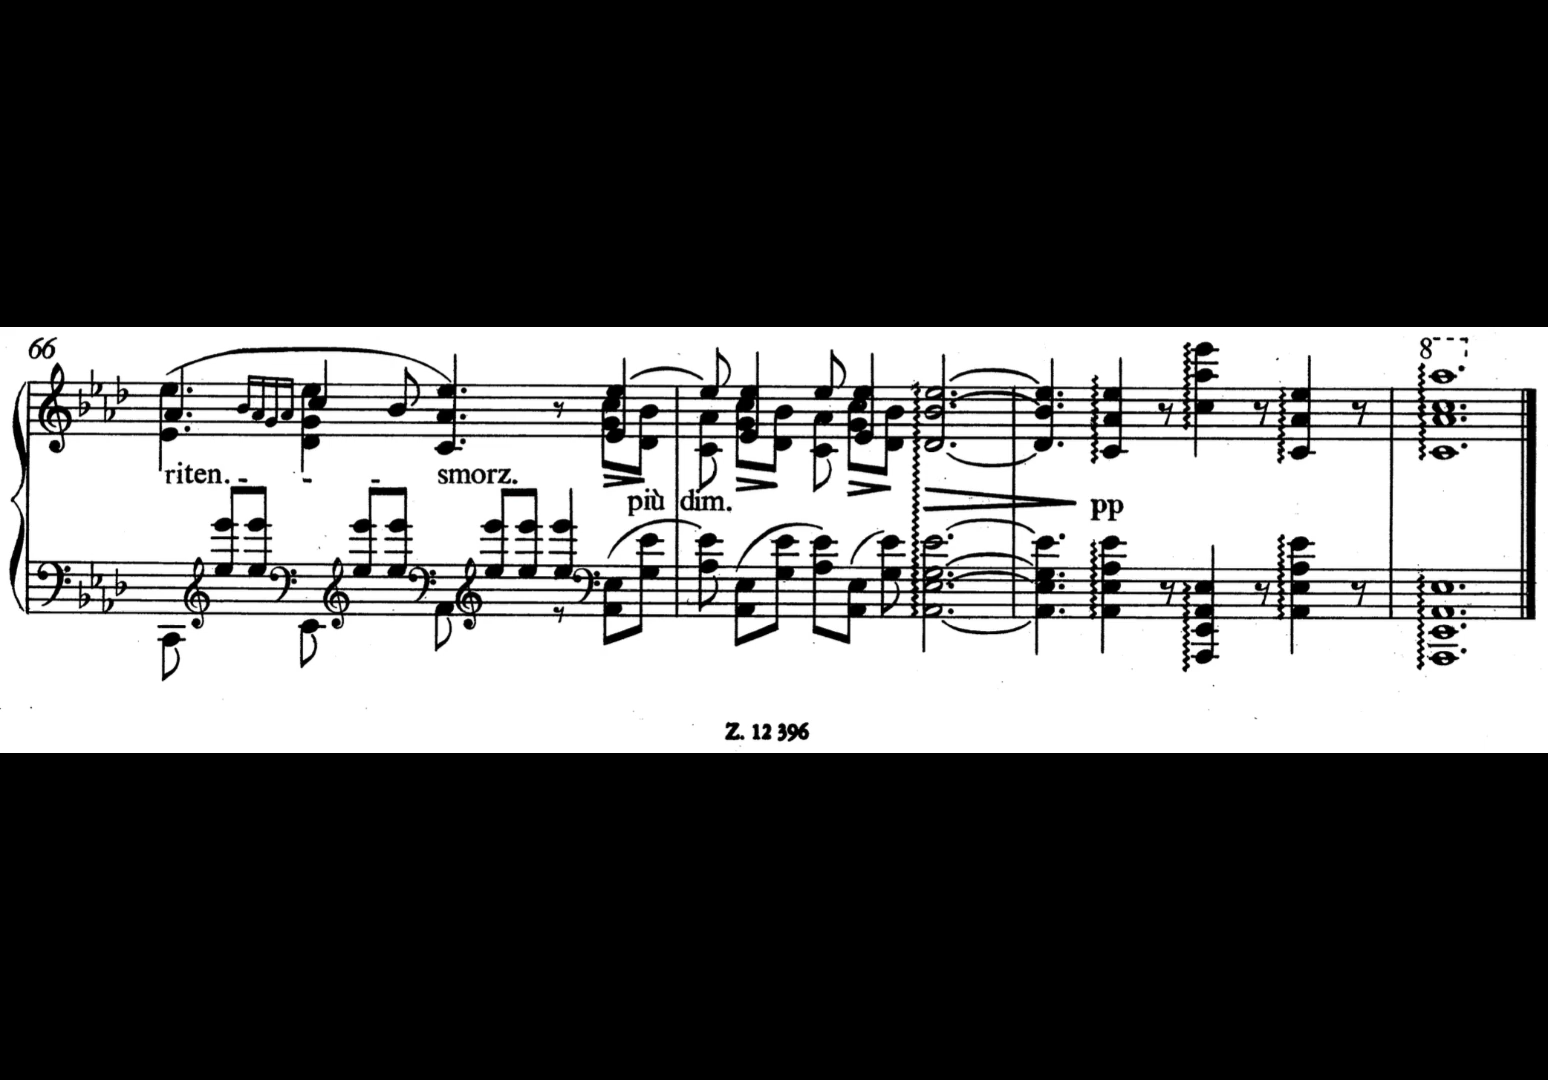 66
8
riten. - - - smorz.
più dim.
pp
Z. 12 396